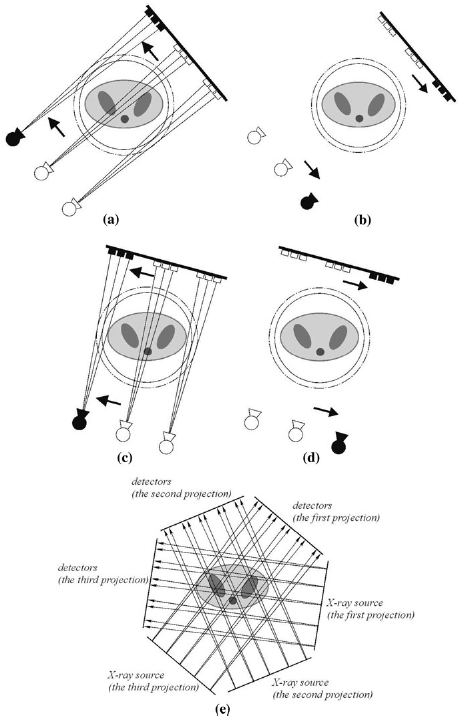 (a)
(b)
(c)
(d)
detectors
(the second projection)
detectors
(the first projection)
detectors
(the third projection)
X-ray source
(the first projection)
X-ray source
(the third projection)
X-ray source
(the second projection)
(e)